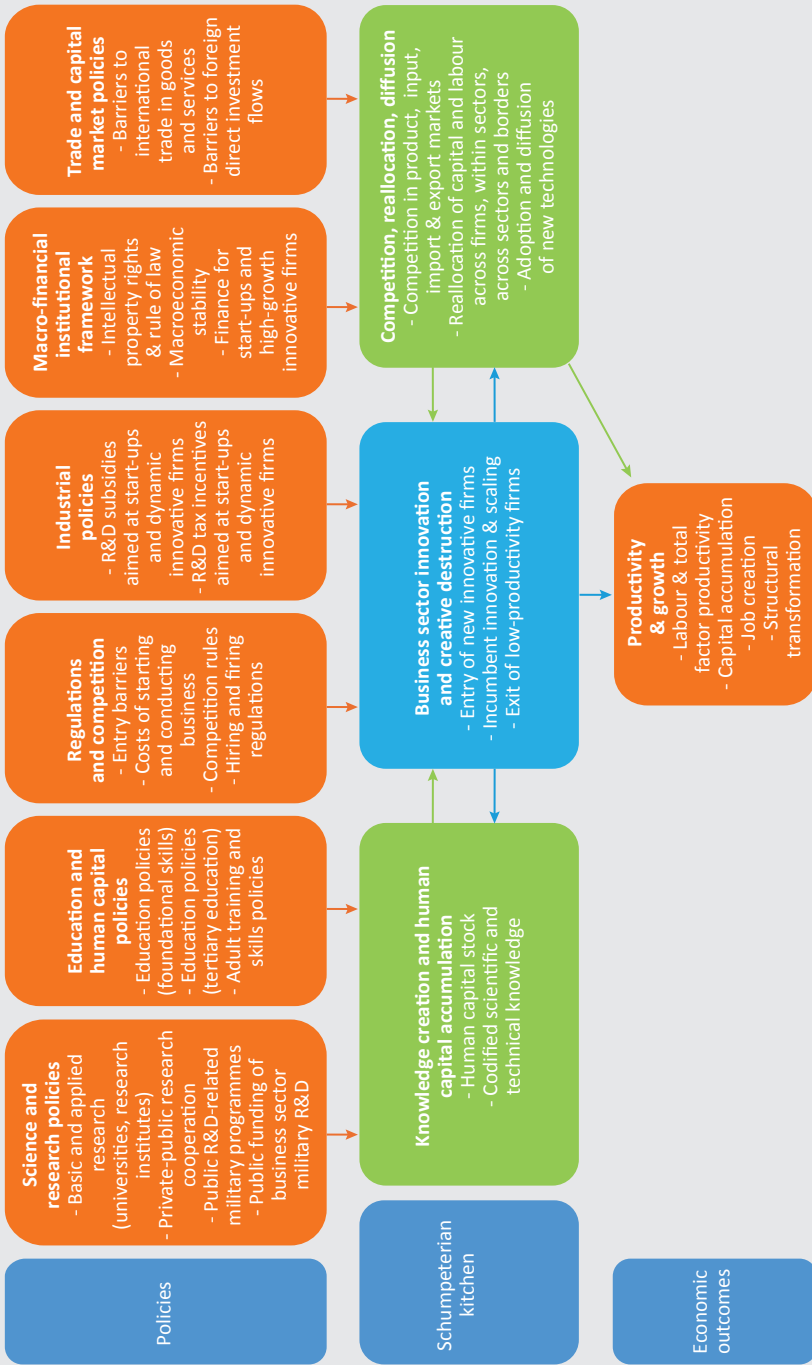 Policies
Science and
research policies
- Basic and applied
research
(universities, research
institutes)
- Private-public research
cooperation
- Public R&D-related
military programmes
- Public funding of
business sector
military R&D
Education and
human capital
policies
- Education policies
(foundational skills)
- Education policies
(tertiary education)
- Adult training and
skills policies
Regulations
and competition
- Entry barriers
- Costs of starting
and conducting
business
- Competition rules
- Hiring and firing
regulations
Industrial
policies
- R&D subsidies
aimed at start-ups
and dynamic
innovative firms
- R&D tax incentives
aimed at start-ups
and dynamic
innovative firms
Macro-financial
institutional
framework
- Intellectual
property rights
& rule of law
- Macroeconomic
stability
- Finance for
start-ups and
high-growth
innovative firms
Trade and capital
market policies
- Barriers to
international
trade in goods
and services
- Barriers to foreign
direct investment
flows
Schumpeterian
kitchen
Knowledge creation and human
capital accumulation
- Human capital stock
- Codified scientific and
technical knowledge
Business sector innovation
and creative destruction
- Entry of new innovative firms
- Incumbent innovation & scaling
- Exit of low-productivity firms
Competition, reallocation, diffusion
- Competition in product, input,
import & export markets
- Reallocation of capital and labour
across firms, within sectors,
across sectors and borders
- Adoption and diffusion
of new technologies
Economic
outcomes
Productivity
& growth
- Labour & total
factor productivity
- Capital accumulation
- Job creation
- Structural
transformation